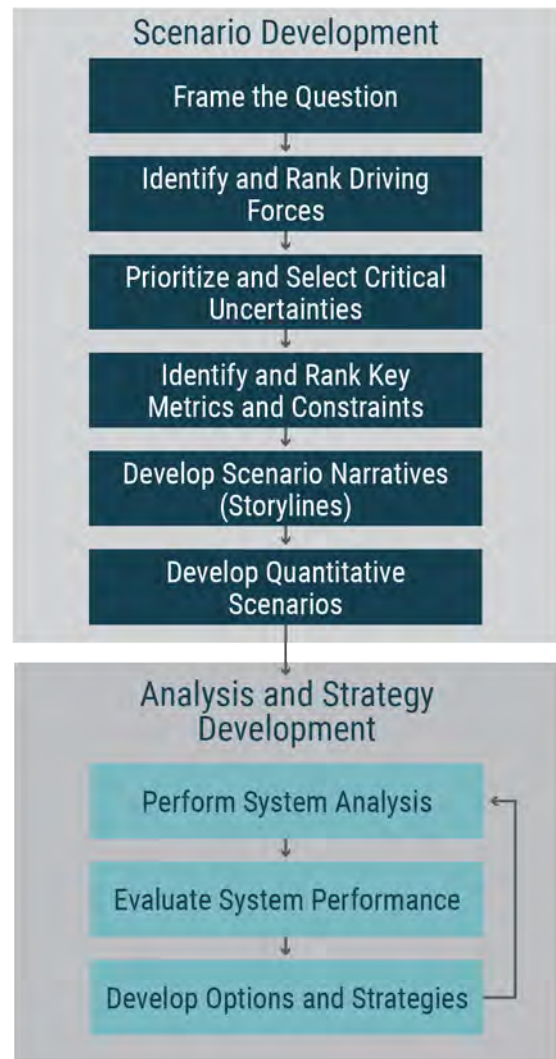 Scenario Development
Frame the Question
Identify and Rank Driving
Forces
Prioritize and Select Critical
Uncertainties
Identify and Rank Key
Metrics and Constraints
Develop Scenario Narratives
(Storylines)
Develop Quantitative
Scenarios
Analysis and Strategy
Development
Perform System Analysis
Evaluate System Performance
Develop Options and Strategies